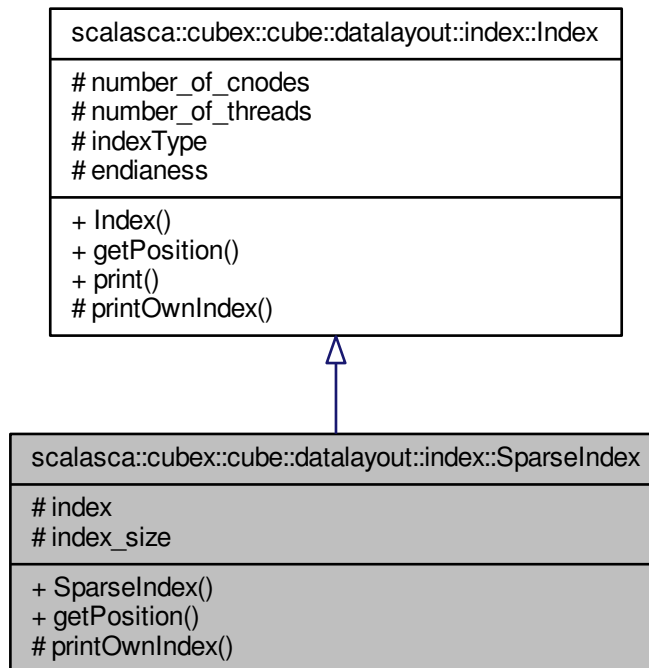 scalasca::cubex::cube::datalayout::index::Index
# number_of_cnodes
# number_of_threads
# indexType
# endianess
+ Index()
+ getPosition()
+ print()
# printOwnIndex()
scalasca::cubex::cube::datalayout::index::SparseIndex
# index
# index_size
+ SparseIndex()
+ getPosition()
# printOwnIndex()